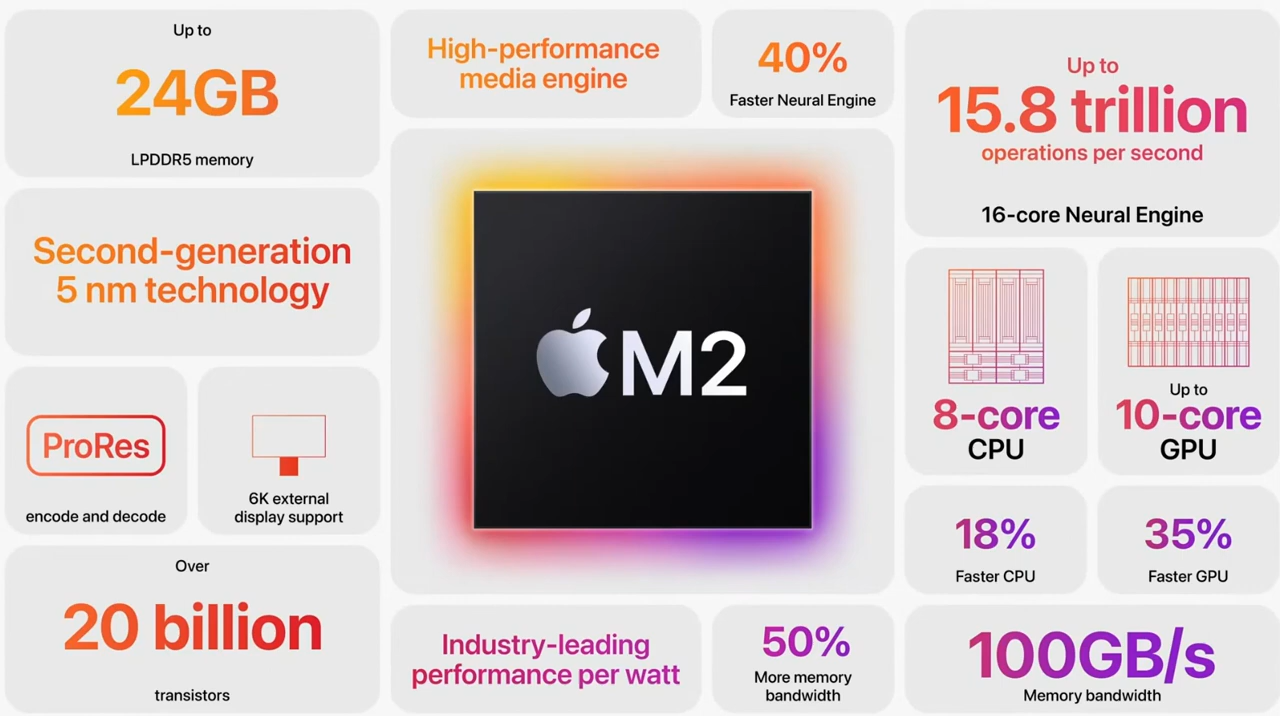 Up to
24GB
LPDDR5 memory
High-performance
media engine
40%
Faster Neural Engine
Up to
15.8 trillion
operations per second
16-core Neural Engine
Second-generation
5 nm technology
M2
8-core
CPU
Up to
10-core
GPU
ProRes
encode and decode
6K external
display support
18%
Faster CPU
35%
Faster GPU
Over
20 billion
transistors
Industry-leading
performance per watt
50%
More memory
bandwidth
100GB/s
Memory bandwidth